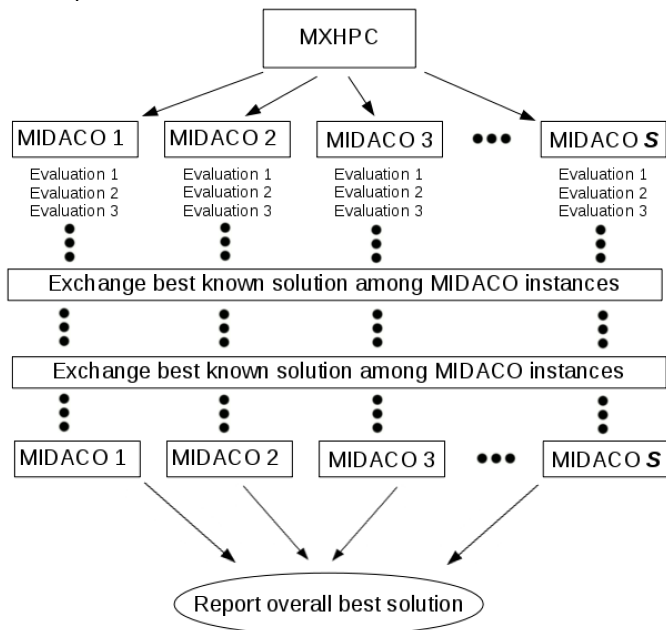 MXHPC
MIDACO 1 MIDACO 2 MIDACO 3 MIDACO S
Evaluation 1 Evaluation 1 Evaluation 1 Evaluation 1
Evaluation 2 Evaluation 2 Evaluation 2 Evaluation 2
Evaluation 3 Evaluation 3 Evaluation 3 Evaluation 3
Exchange best known solution among MIDACO instances
Exchange best known solution among MIDACO instances
MIDACO 1 MIDACO 2 MIDACO 3 MIDACO S
Report overall best solution